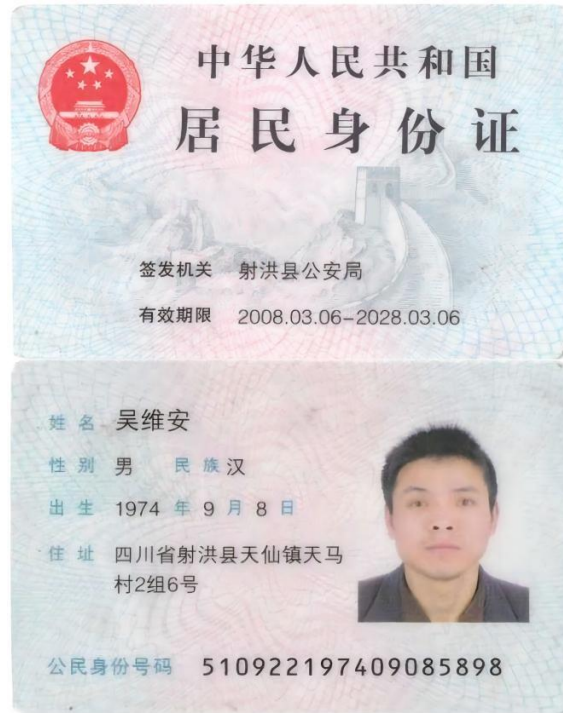 中华人民共和国
居民身份证
签发机关 射洪县公安局
有效期限 2008.03.06-2028.03.06
姓名 吴维安
性别 男 民族 汉
出生 1974 年 9 月 8 日
住址 四川省射洪县天仙镇天马
村2组6号
公民身份号码 510922197409085898